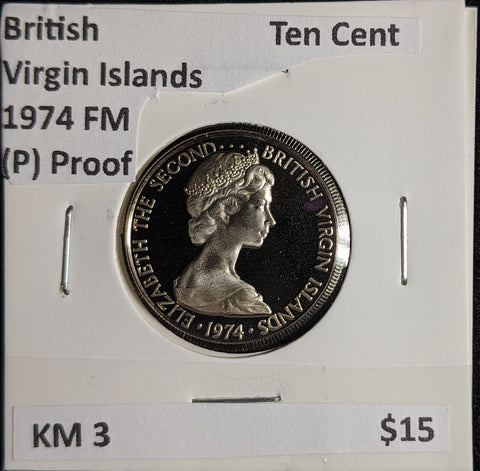 British
Virgin Islands
1974 FM
(P) Proof
Ten Cent
ELIZABETH THE SECOND.... BRITISH VIRGIN ISLANDS
· 1974 ·
KM 3
$15